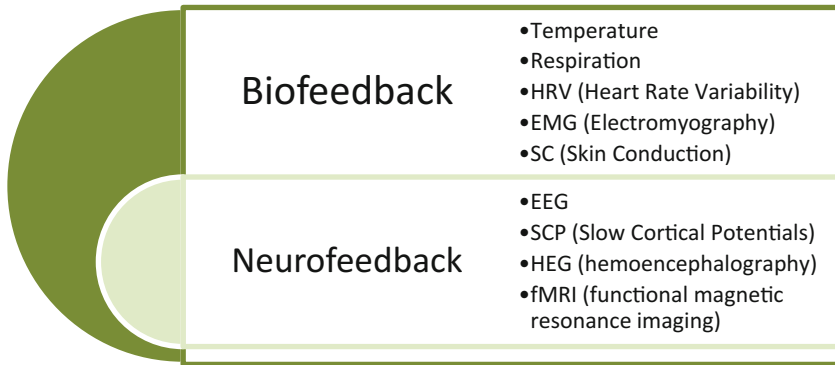 Biofeedback
•Temperature
•Respiration
•HRV (Heart Rate Variability)
•EMG (Electromyography)
•SC (Skin Conduction)
Neurofeedback
•EEG
•SCP (Slow Cortical Potentials)
•HEG (hemoencephalography)
•fMRI (functional magnetic
resonance imaging)